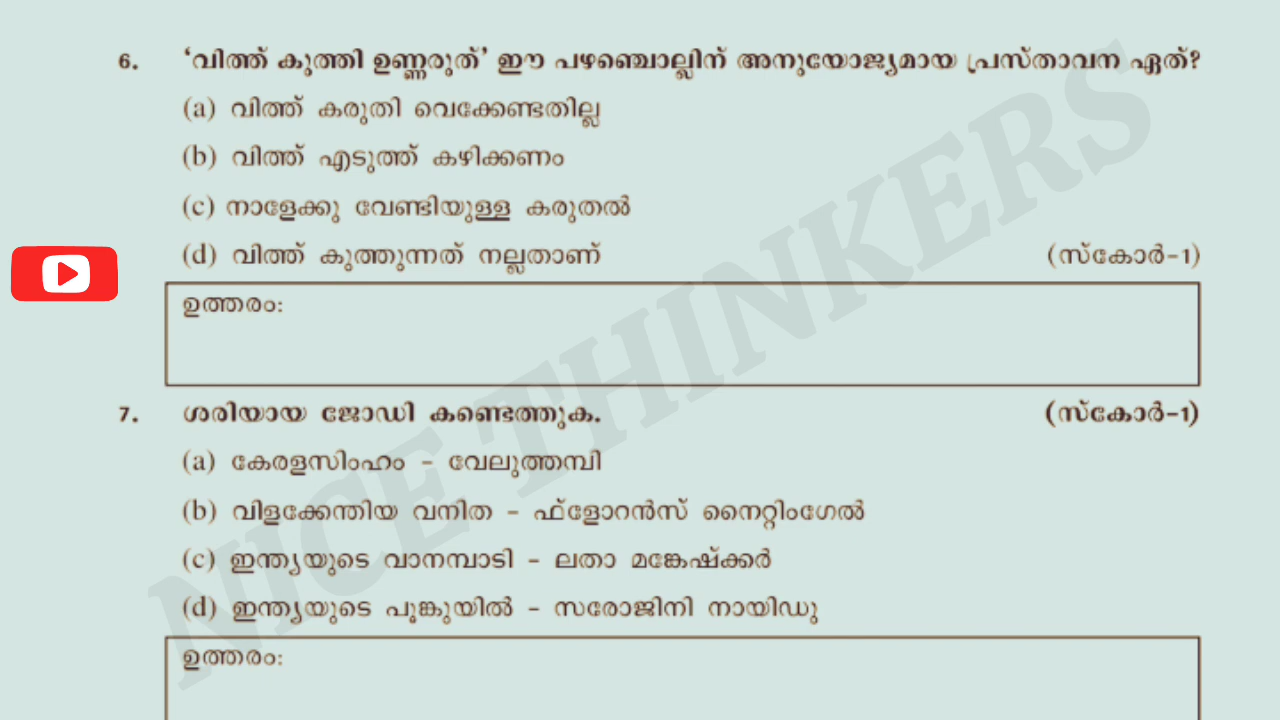 6. ‘വിത്ത് കുത്തി ഉണ്ണരുത്’ ഈ പഴഞ്ചൊല്ലിന് അനുയോജ്യമായ പ്രസ്താവന ഏത്?
(a) വിത്ത് കരുതി വെക്കേണ്ടതില്ല
(b) വിത്ത് എടുത്ത് കഴിക്കണം
(c) നാളേക്കു വേണ്ടിയുള്ള കരുതൽ
(d) വിത്ത് കുത്തുന്നത് നല്ലതാണ് (സ്കോർ-1)
ഉത്തരം:
7. ശരിയായ ജോഡി കണ്ടെത്തുക. (സ്കോർ-1)
(a) കേരളസിംഹം - വേലുത്തമ്പി
(b) വിളക്കേന്തിയ വനിത - ഫ്ളോറൻസ് നൈറ്റിംഗേൽ
(c) ഇന്ത്യയുടെ വാനമ്പാടി - ലതാ മങ്കേഷ്ക്കർ
(d) ഇന്ത്യയുടെ പൂങ്കുയിൽ - സരോജിനി നായിഡു
ഉത്തരം:
NICE THINKERS